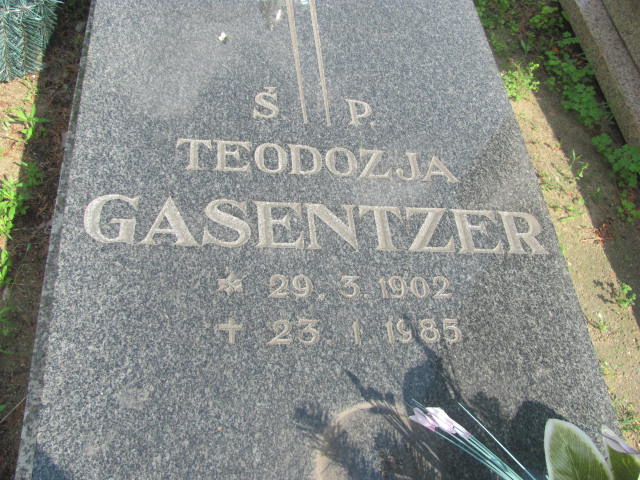 Ś. P.
TEODOZJA
GASENTZER
* 29. 3. 1902
+ 23. 1 1985